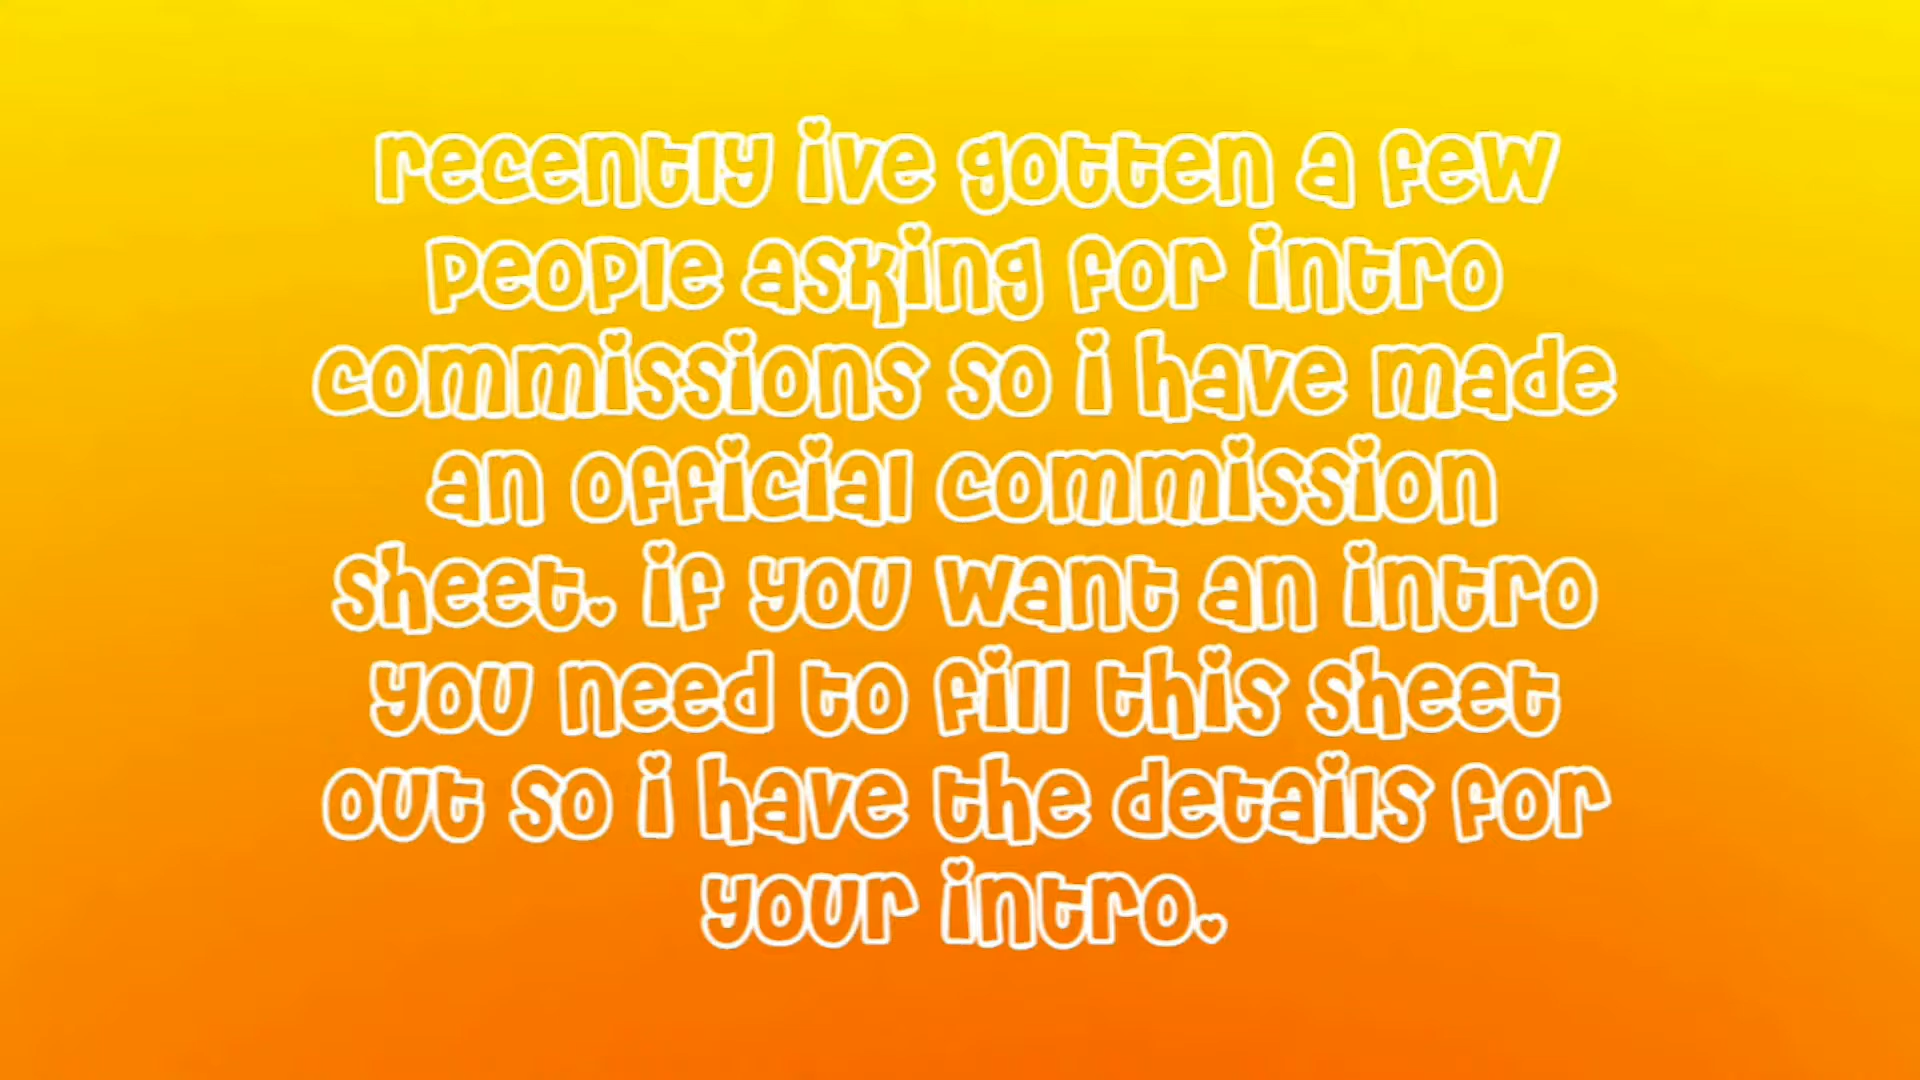 recently ive gotten a few
people asking for intro
commissions so i have made
an official commission
sheet. if you want an intro
you need to fill this sheet
out so i have the details for
your intro.